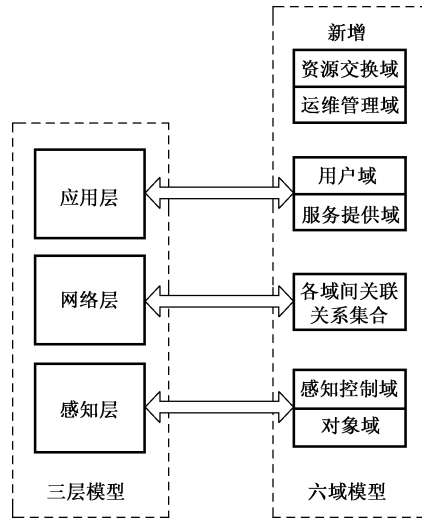 新增
资源交换域
运维管理域
应用层
用户域
服务提供域
网络层
各域间关联
关系集合
感知层
感知控制域
对象域
三层模型
六域模型